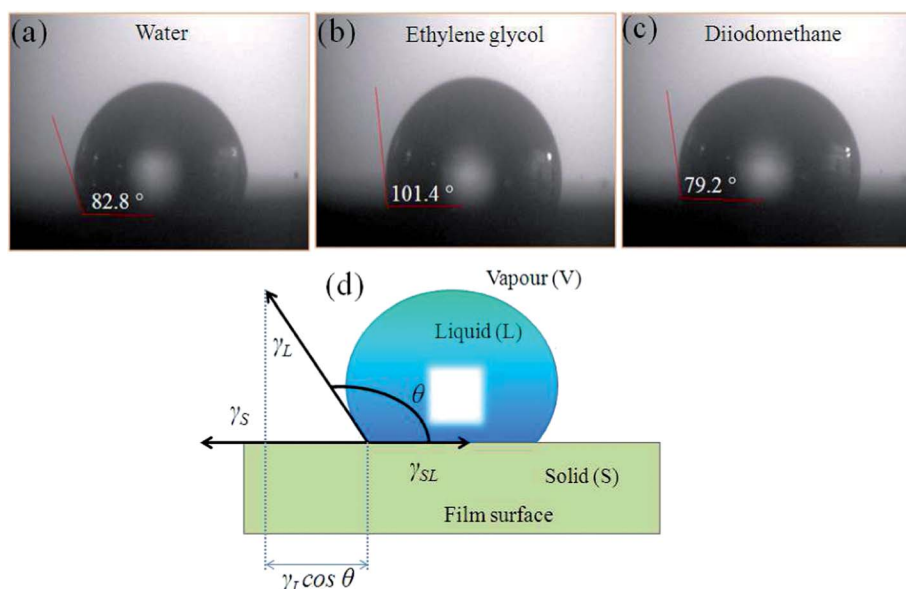 (a) Water
82.8 °
(b) Ethylene glycol
101.4 °
(c) Diiodomethane
79.2 °
(d)
Vapour (V)
Liquid (L)
γL
θ
γS
γSL
Solid (S)
Film surface
γL cos θ